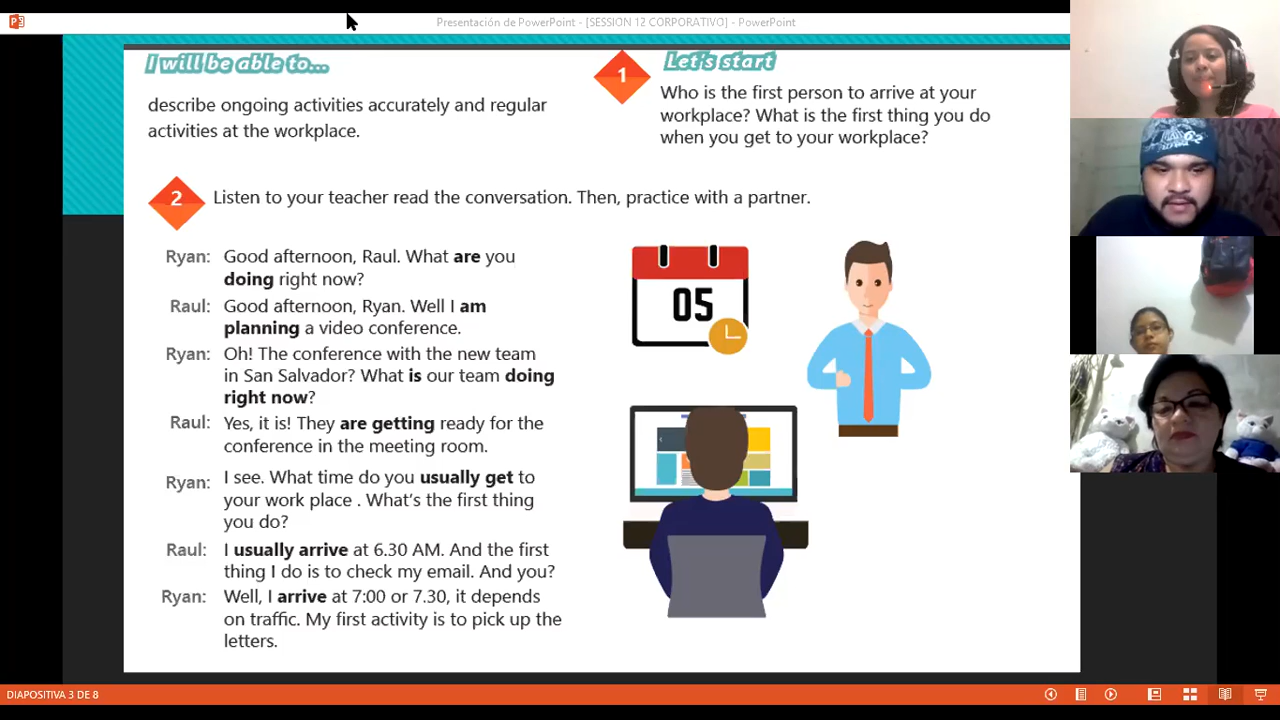 Presentación de PowerPoint - [SESSION 12 CORPORATIVO] - PowerPoint
I will be able to...
describe ongoing activities accurately and regular
activities at the workplace.
1
Let's start
Who is the first person to arrive at your
workplace? What is the first thing you do
when you get to your workplace?
2
Listen to your teacher read the conversation. Then, practice with a partner.
Ryan: Good afternoon, Raul. What are you
doing right now?
Raul: Good afternoon, Ryan. Well I am
planning a video conference.
Ryan: Oh! The conference with the new team
in San Salvador? What is our team doing
right now?
Raul: Yes, it is! They are getting ready for the
conference in the meeting room.
Ryan: I see. What time do you usually get to
your work place . What's the first thing
you do?
Raul: I usually arrive at 6.30 AM. And the first
thing I do is to check my email. And you?
Ryan: Well, I arrive at 7:00 or 7.30, it depends
on traffic. My first activity is to pick up the
letters.
05
DIAPOSITIVA 3 DE 8